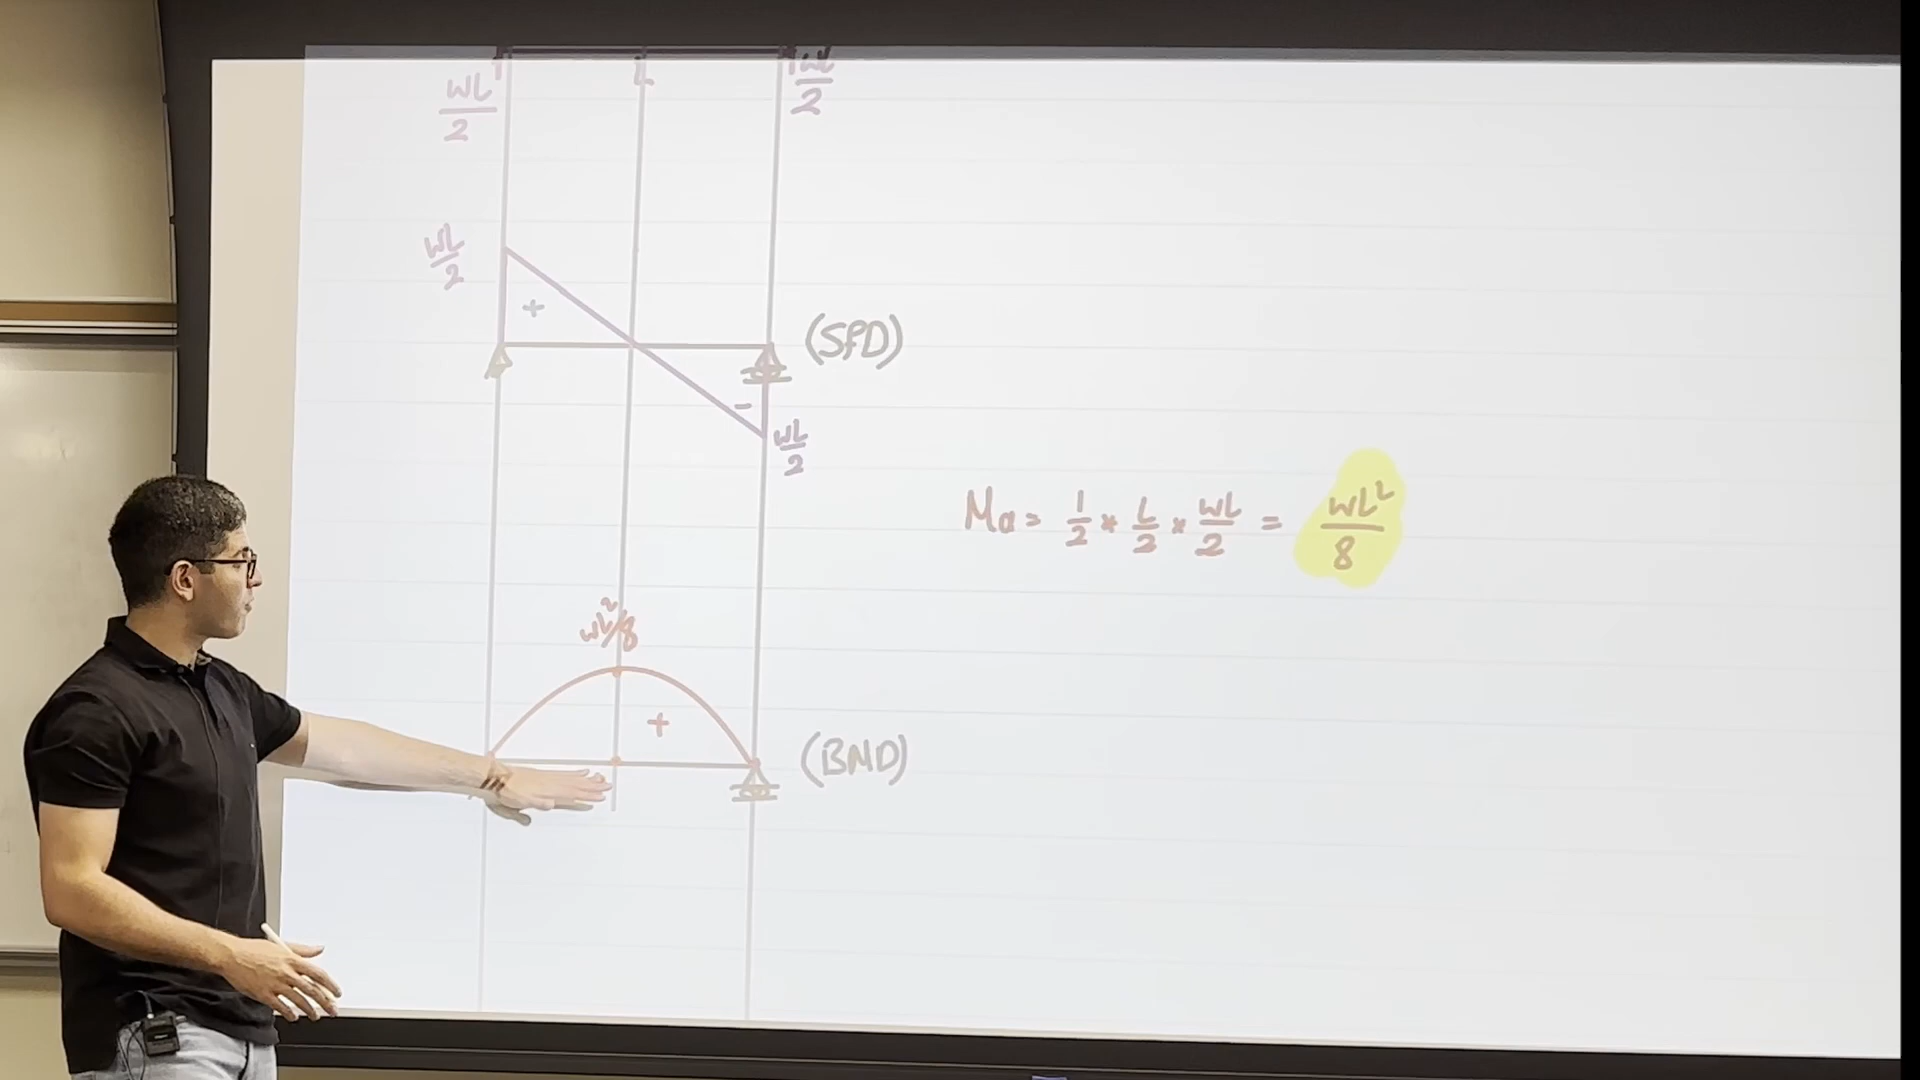 WL/2 L WL/2
WL/2
+
(SFD)
-
WL/2
Ma = 1/2 * L/2 * WL/2 = WL²/8
wL²/8
+
(BMD)